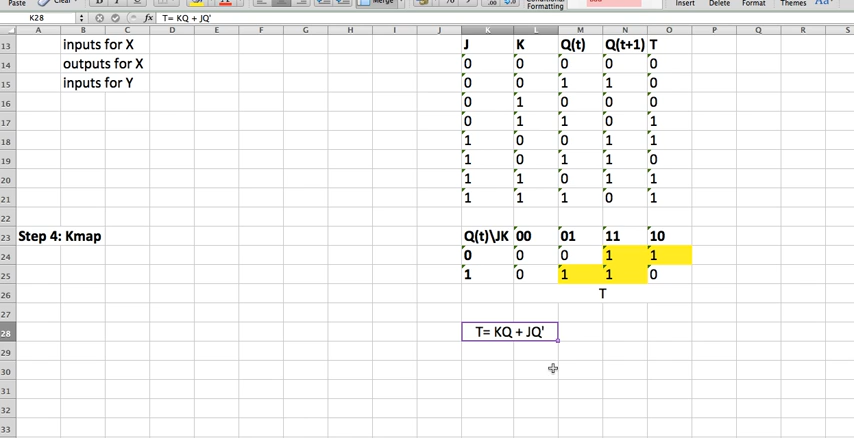 Paste Clear Merge Conditional Formatting Insert Delete Format Themes Aa
K28 fx T= KQ + JQ'
A B C D E F G H I J K L M N O P Q R S
13 inputs for X J K Q(t) Q(t+1) T
14 outputs for X 0 0 0 0 0
15 inputs for Y 0 0 1 1 0
16 0 1 0 0 0
17 0 1 1 0 1
18 1 0 0 1 1
19 1 0 1 1 0
20 1 1 0 1 1
21 1 1 1 0 1
22
23 Step 4: Kmap Q(t)\JK 00 01 11 10
24 0 0 0 1 1
25 1 0 1 1 0
26 T
27
28 T= KQ + JQ'
29
30
31
32
33